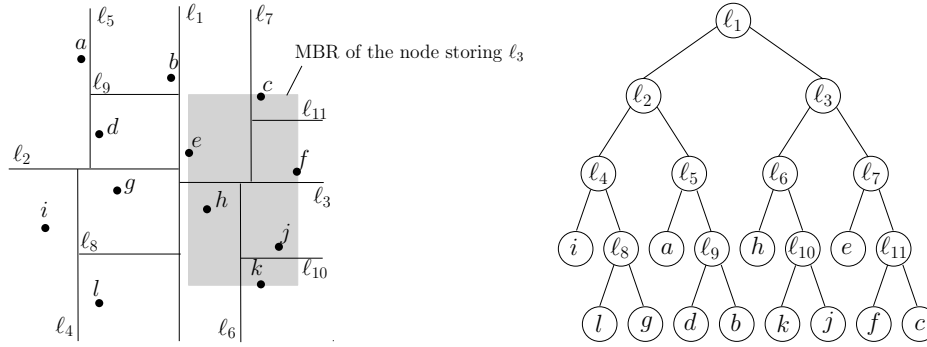 ℓ₅
ℓ₁
ℓ₇
a
b
MBR of the node storing ℓ₃
c
ℓ₉
ℓ₁₁
d
e
f
ℓ₂
g
ℓ₃
i
h
j
ℓ₈
k
ℓ₁₀
l
ℓ₄
ℓ₆
ℓ₁
ℓ₂ ℓ₃
ℓ₄ ℓ₅ ℓ₆ ℓ₇
i ℓ₈ a ℓ₉ h ℓ₁₀ e ℓ₁₁
l g d b k j f c